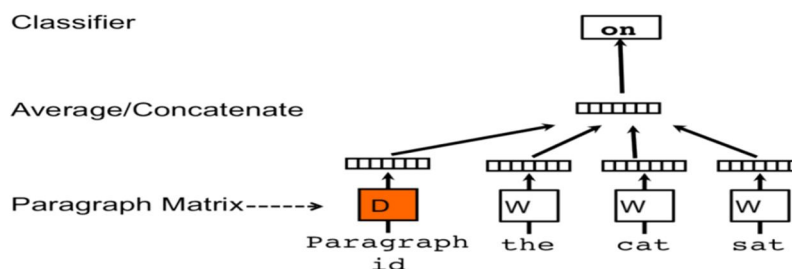 Classifier
on
Average/Concatenate
Paragraph Matrix
D
W
W
W
Paragraph
id
the
cat
sat